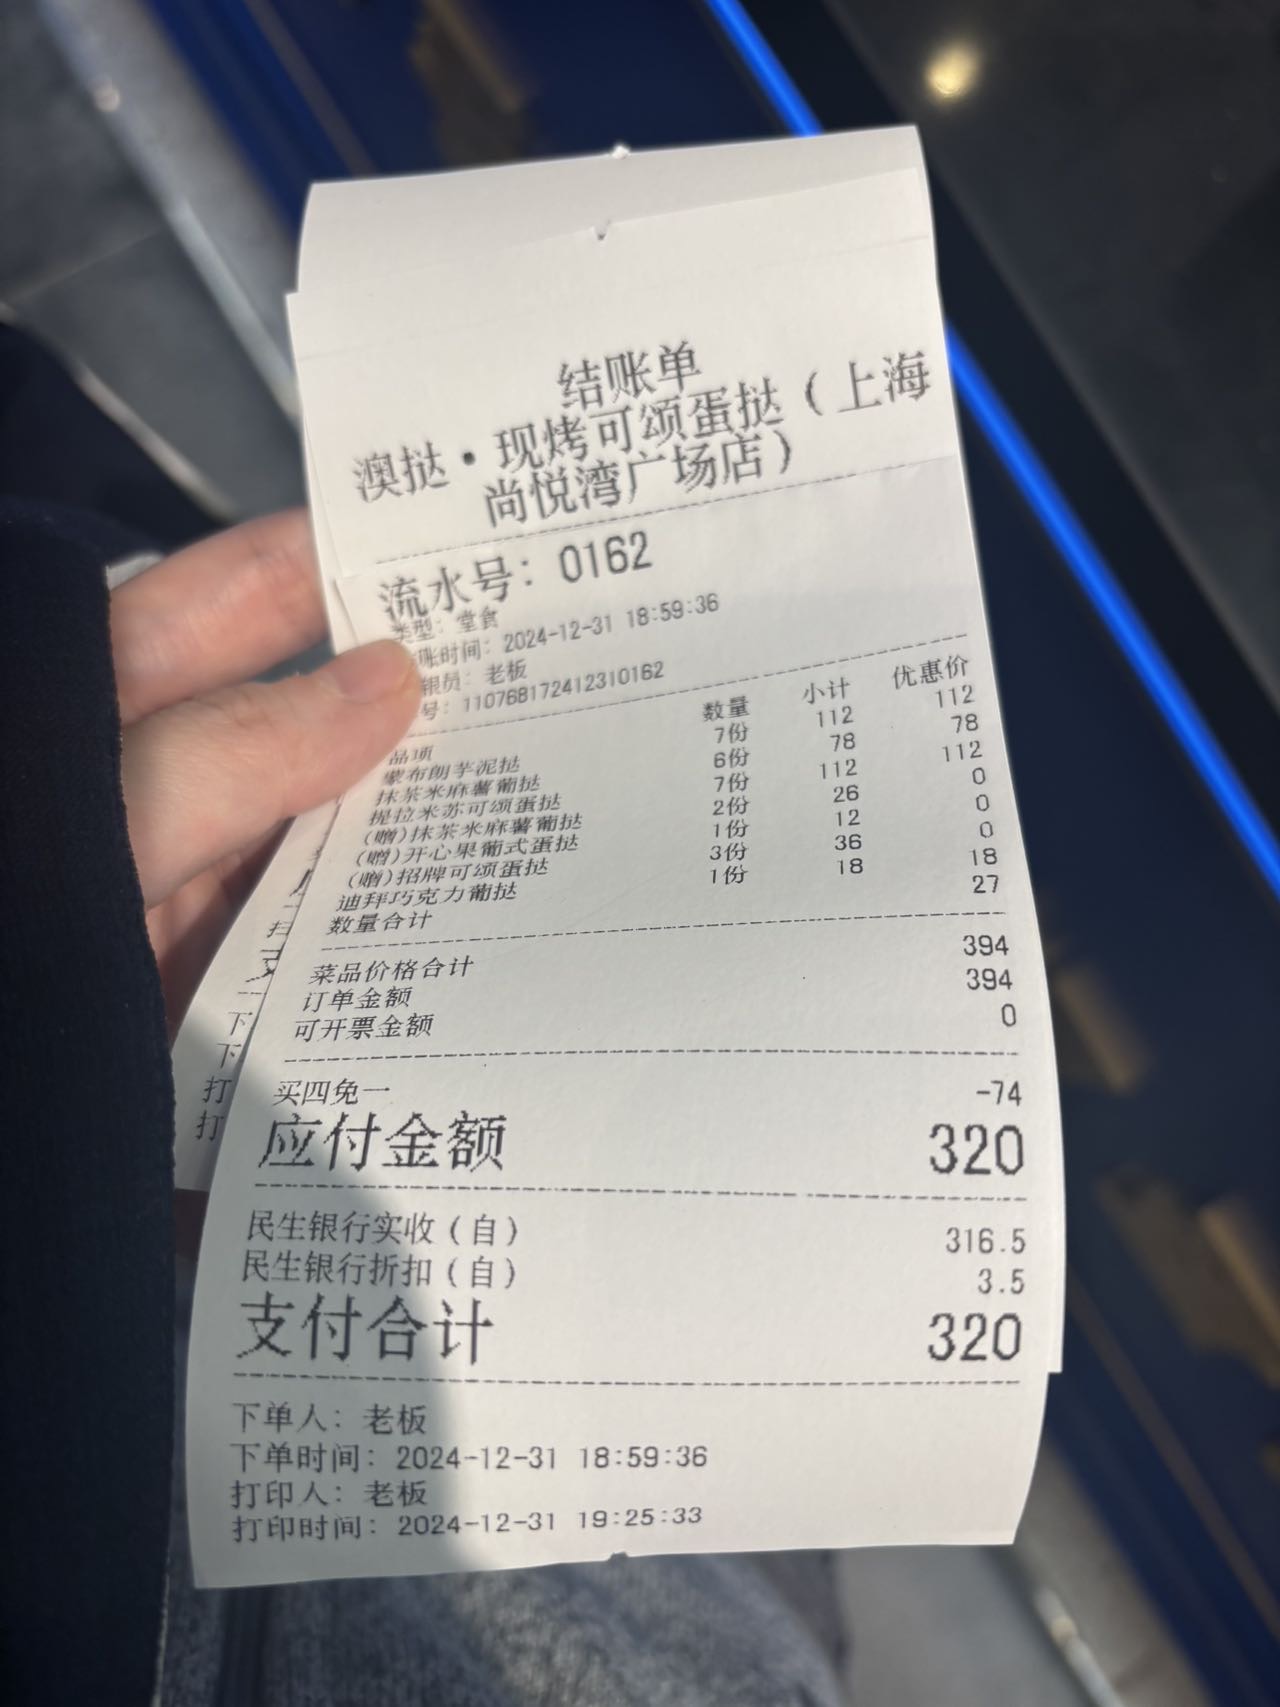 结账单
澳挞·现烤可颂蛋挞（上海
尚悦湾广场店）
流水号：0162
类型：堂食
账时间：2024-12-31 18:59:36
银员：老板
号：110768172412310162
品项 数量 小计 优惠价
蒙布朗芋泥挞 7份 112 112
抹茶米麻薯葡挞 6份 78 78
提拉米苏可颂蛋挞 7份 112 112
(赠)抹茶米麻薯葡挞 2份 26 0
(赠)开心果葡式蛋挞 1份 12 0
(赠)招牌可颂蛋挞 3份 36 0
迪拜巧克力葡挞 1份 18 18
数量合计 27
菜品价格合计 394
订单金额 394
可开票金额 0
买四免一 -74
应付金额 320
民生银行实收（自） 316.5
民生银行折扣（自） 3.5
支付合计 320
下单人：老板
下单时间：2024-12-31 18:59:36
打印人：老板
打印时间：2024-12-31 19:25:33
扫
支
下
下
打
打